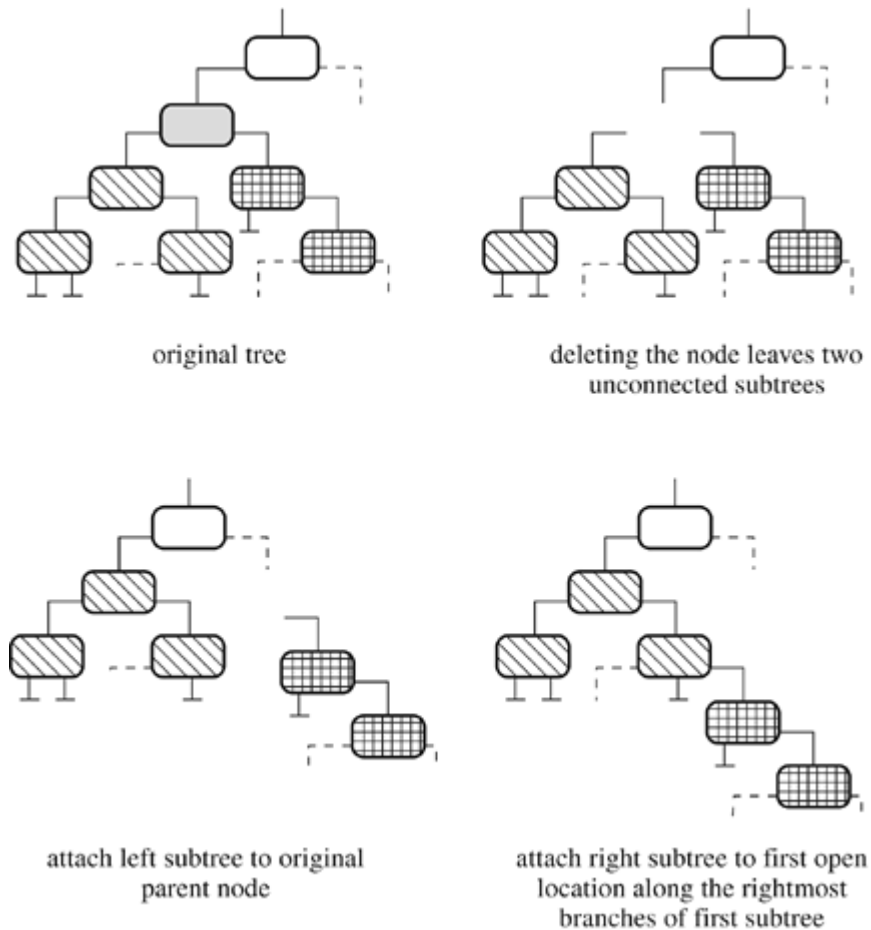 original tree
deleting the node leaves two
unconnected subtrees
attach left subtree to original
parent node
attach right subtree to first open
location along the rightmost
branches of first subtree